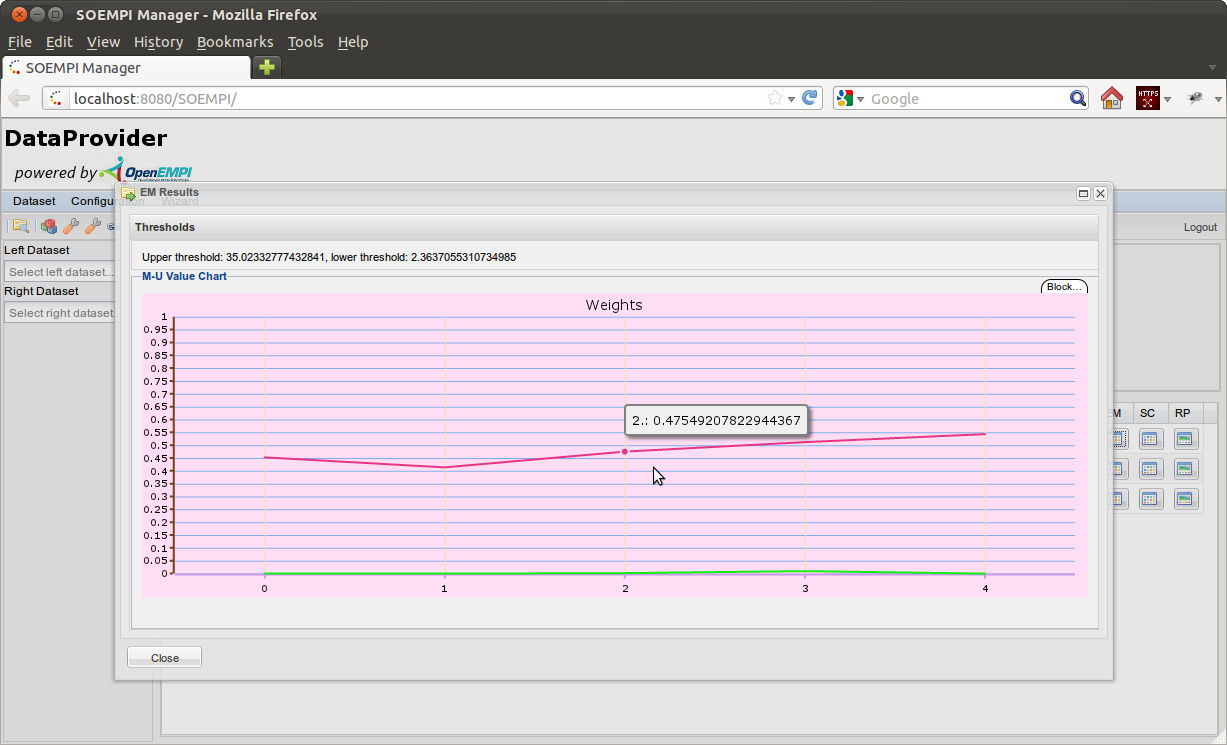 SOEMPI Manager - Mozilla Firefox
File Edit View History Bookmarks Tools Help
SOEMPI Manager
localhost:8080/SOEMPI/
Google
HTTPS
DataProvider
powered by OpenEMPI
Dataset Configuration Wizard
EM Results
Logout
Thresholds
Left Dataset
Upper threshold: 35.02332777432841, lower threshold: 2.3637055310734985
Select left dataset...
M-U Value Chart
Block...
Right Dataset
Select right dataset
Weights
1
0.95
0.9
0.85
0.8
0.75
0.7
0.65
0.6
0.55
0.5
0.45
0.4
0.35
0.3
0.25
0.2
0.15
0.1
0.05
0
2.: 0.47549207822944367
0 1 2 3 4
EM SC RP
Close